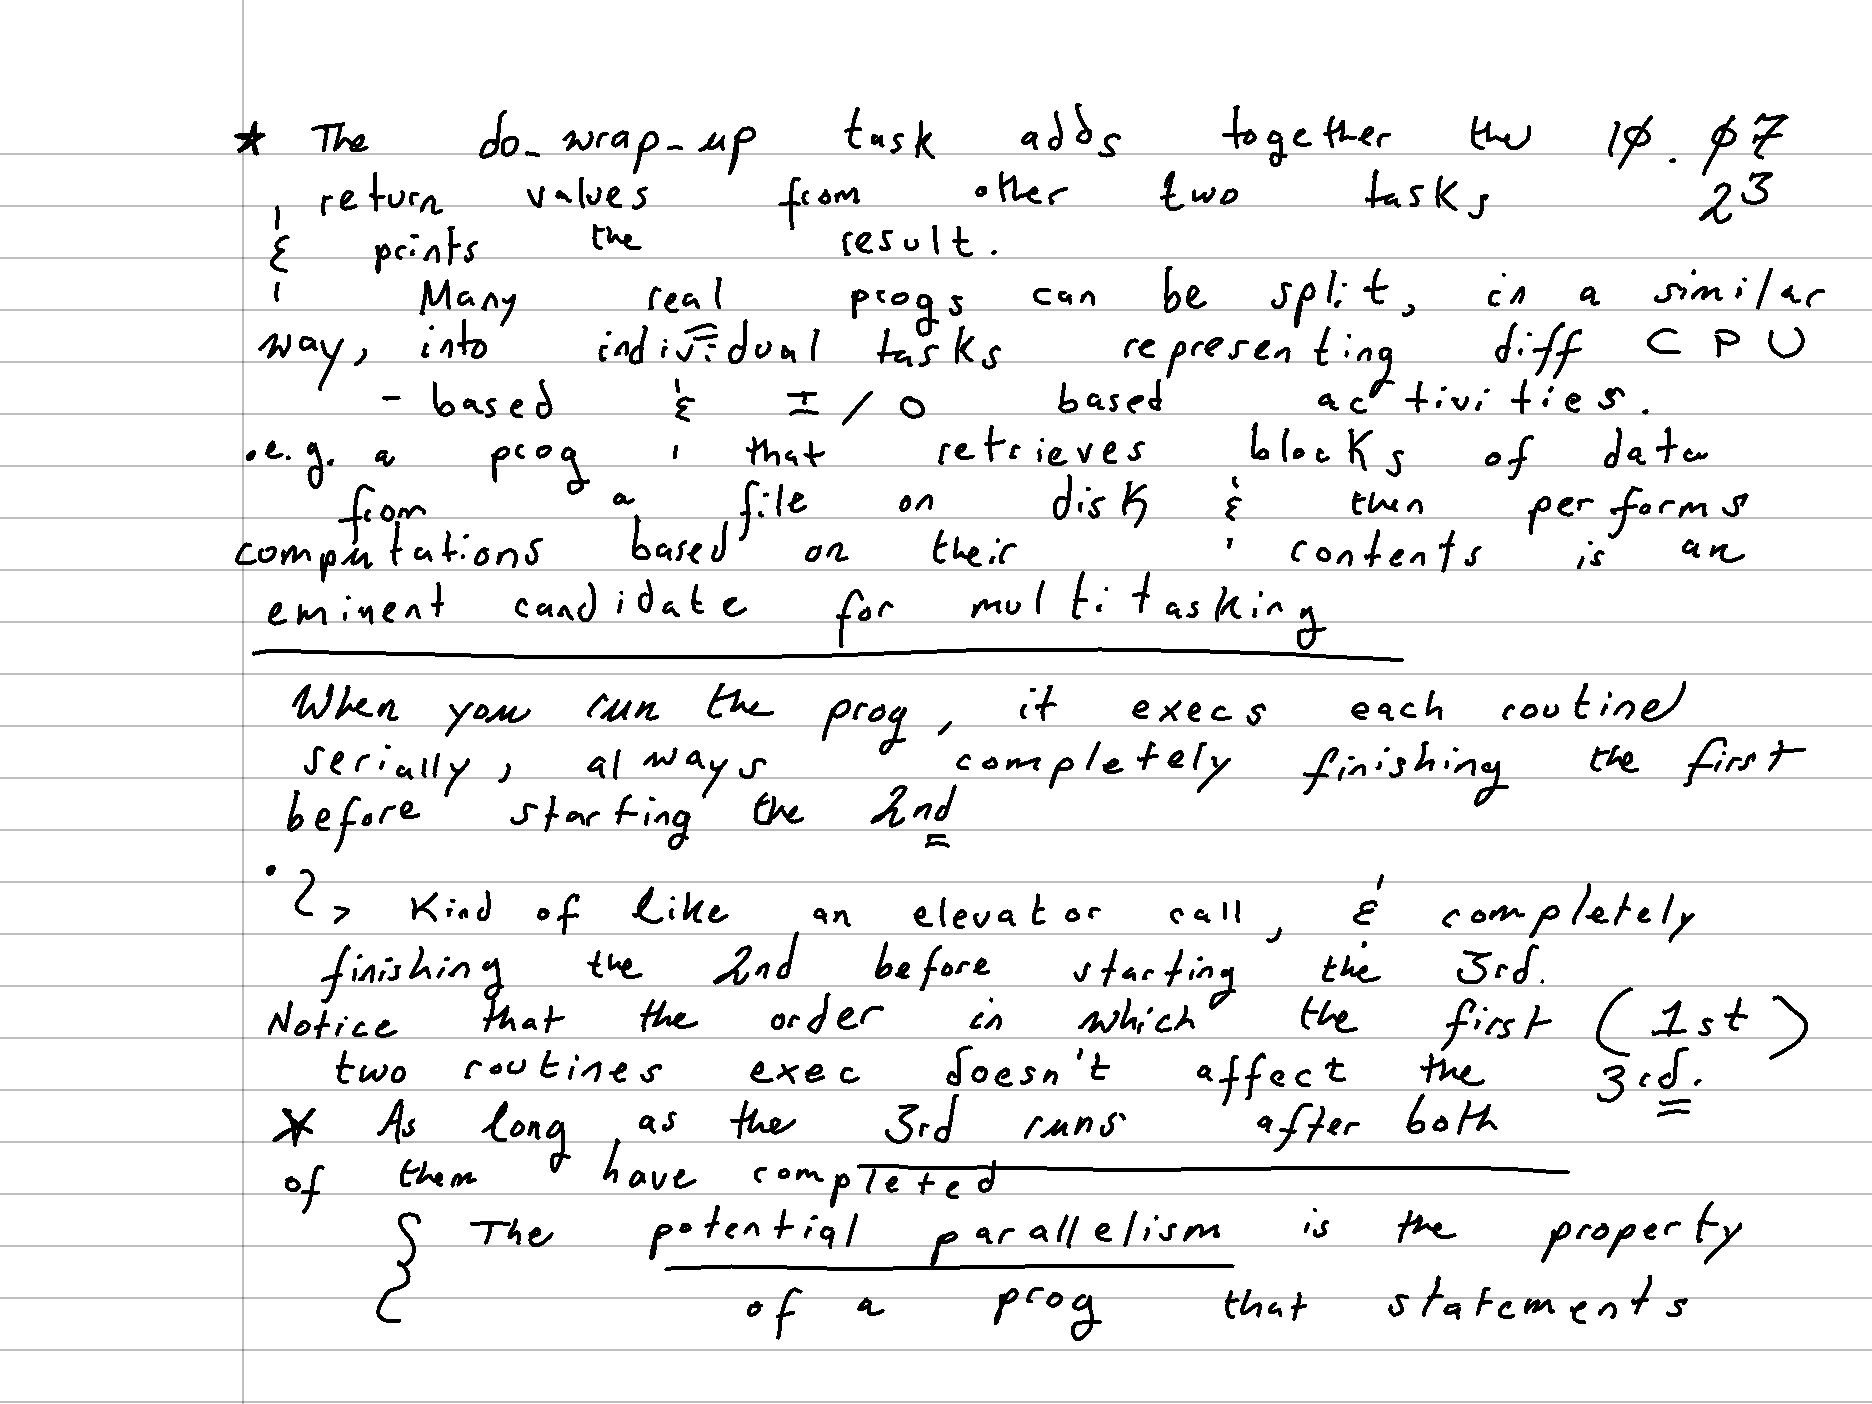 * The do_wrap_up task adds together the 10.07
return values from other two tasks 23
& prints the result.
Many real progs can be split, in a similar
way, into individual tasks representing diff CPU
- based & I/O based activities.
.e.g. a prog that retrieves blocks of data
from a file on disk & then performs
computations based on their contents is an
eminent candidate for multitasking
When you run the prog, it execs each routine
serially, always completely finishing the first
before starting the 2nd
> Kind of like an elevator call, & completely
finishing the 2nd before starting the 3rd.
Notice that the order in which the first (1st)
two routines exec doesn't affect the 3rd.
* As long as the 3rd runs after both
of them have completed
{ The potential parallelism is the property
of a prog that statements